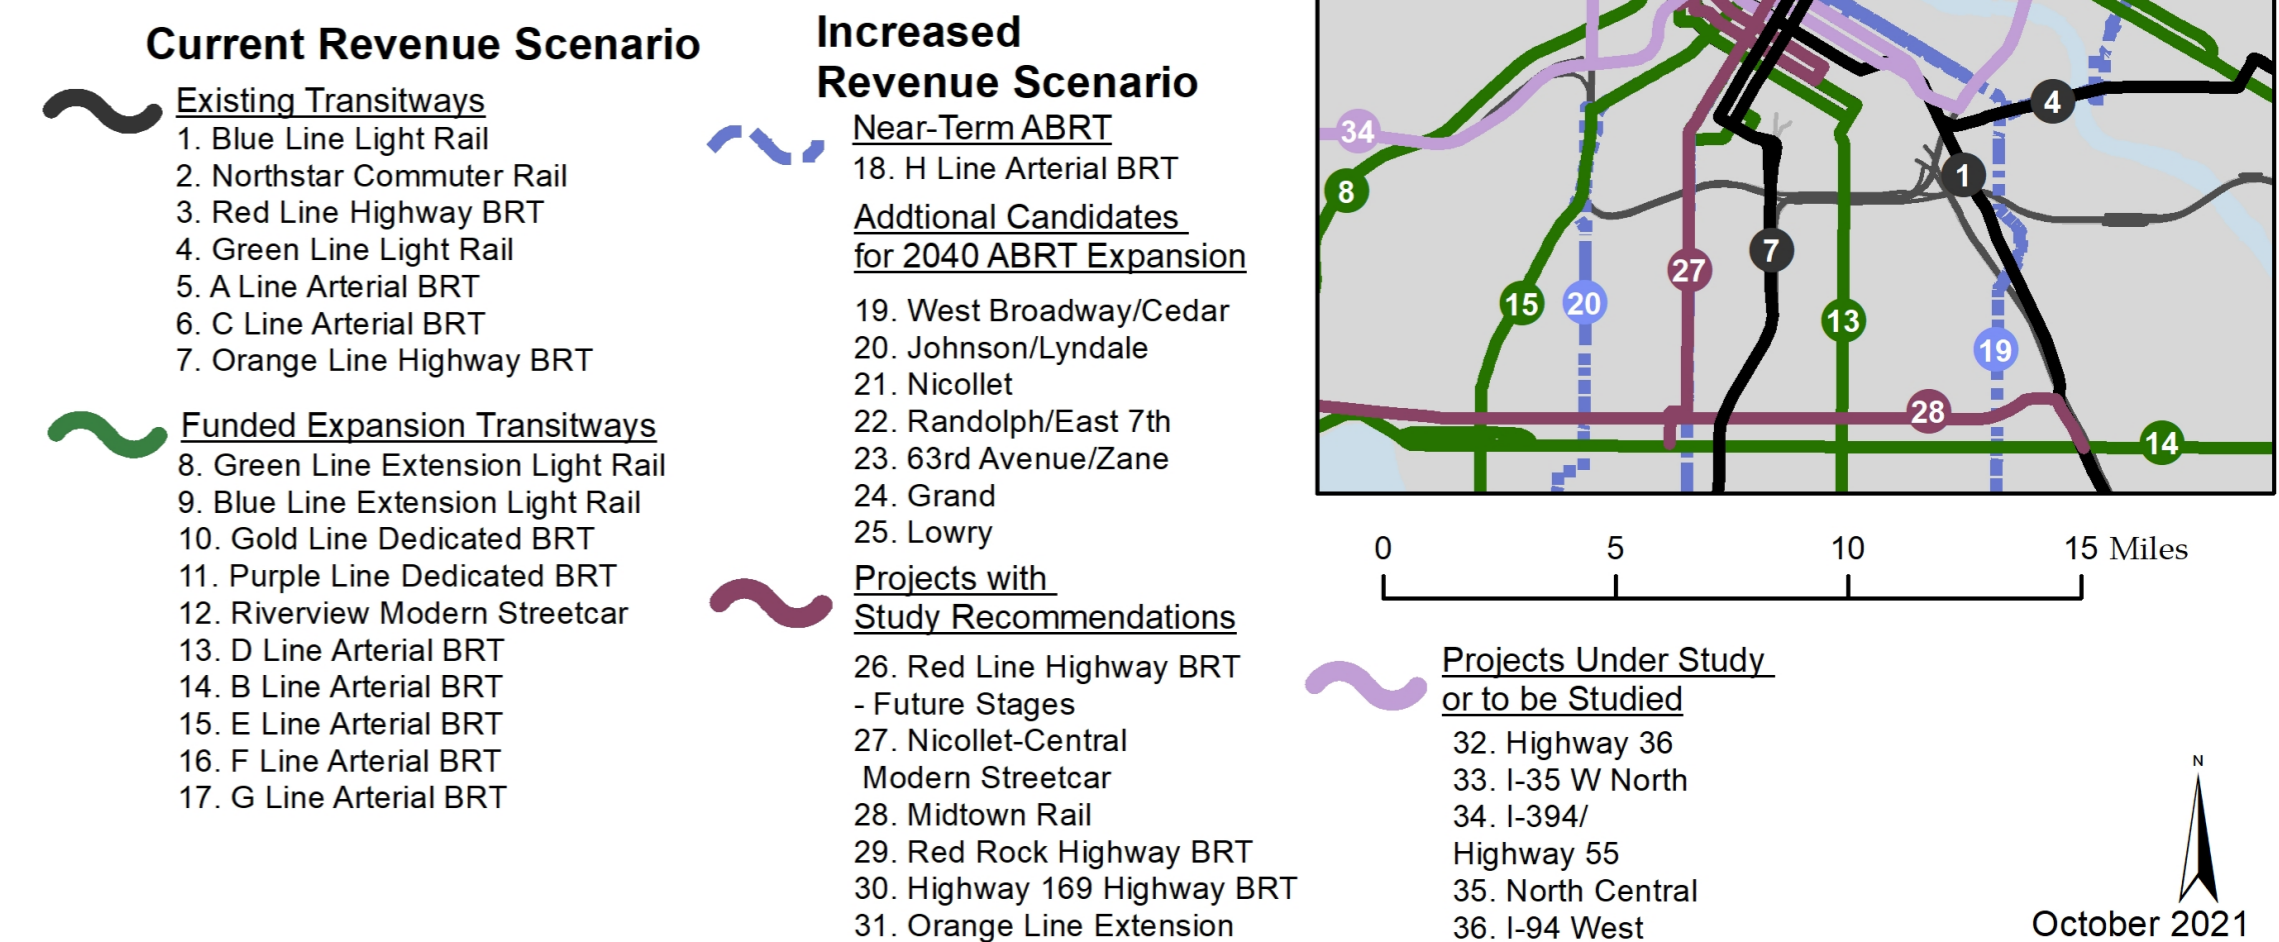 Current Revenue Scenario
Existing Transitways
1. Blue Line Light Rail
2. Northstar Commuter Rail
3. Red Line Highway BRT
4. Green Line Light Rail
5. A Line Arterial BRT
6. C Line Arterial BRT
7. Orange Line Highway BRT
Funded Expansion Transitways
8. Green Line Extension Light Rail
9. Blue Line Extension Light Rail
10. Gold Line Dedicated BRT
11. Purple Line Dedicated BRT
12. Riverview Modern Streetcar
13. D Line Arterial BRT
14. B Line Arterial BRT
15. E Line Arterial BRT
16. F Line Arterial BRT
17. G Line Arterial BRT
Increased
Revenue Scenario
Near-Term ABRT
18. H Line Arterial BRT
Addtional Candidates
for 2040 ABRT Expansion
19. West Broadway/Cedar
20. Johnson/Lyndale
21. Nicollet
22. Randolph/East 7th
23. 63rd Avenue/Zane
24. Grand
25. Lowry
Projects with
Study Recommendations
26. Red Line Highway BRT
- Future Stages
27. Nicollet-Central
Modern Streetcar
28. Midtown Rail
29. Red Rock Highway BRT
30. Highway 169 Highway BRT
31. Orange Line Extension
4
34
1
8
7
27
15
20
13
19
28
14
0 5 10 15 Miles
Projects Under Study
or to be Studied
32. Highway 36
33. I-35 W North
34. I-394/
Highway 55
35. North Central
36. I-94 West
N
October 2021